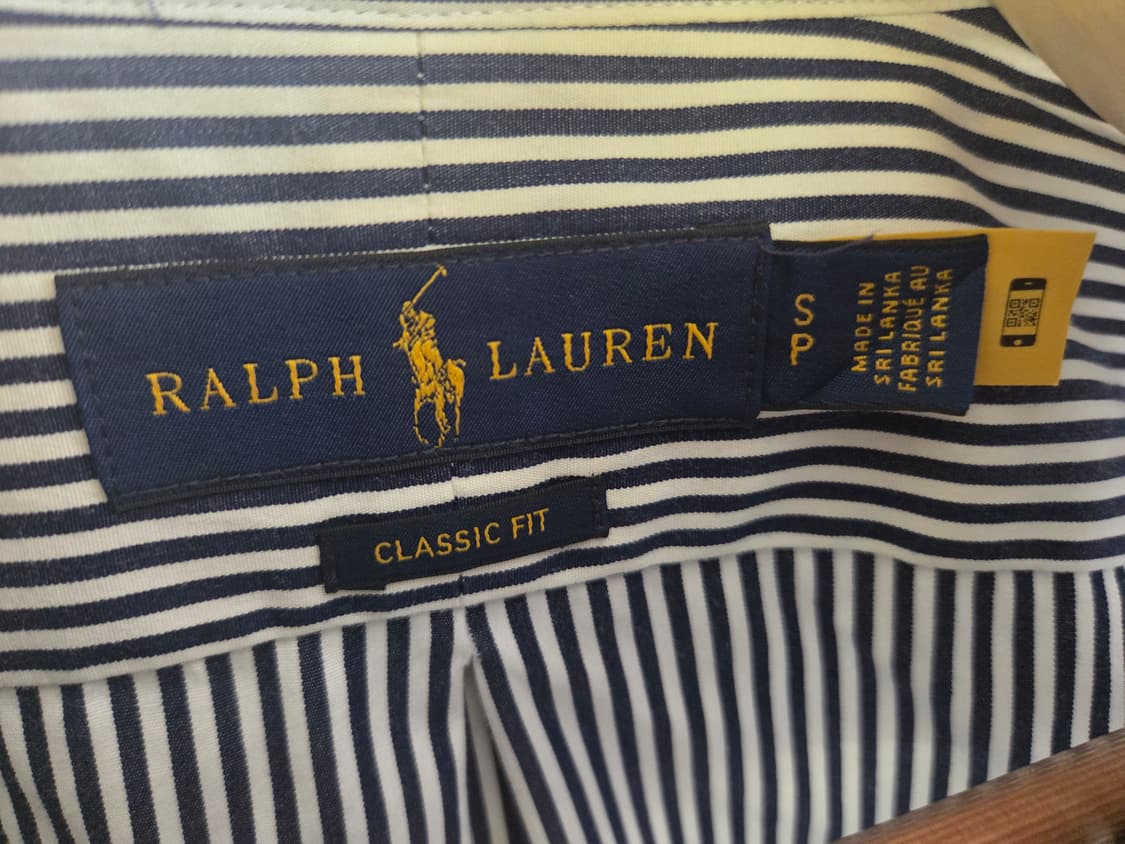 RALPH LAUREN
S
P
MADE IN
SRI LANKA
FABRIQUÉ AU
SRI LANKA
CLASSIC FIT